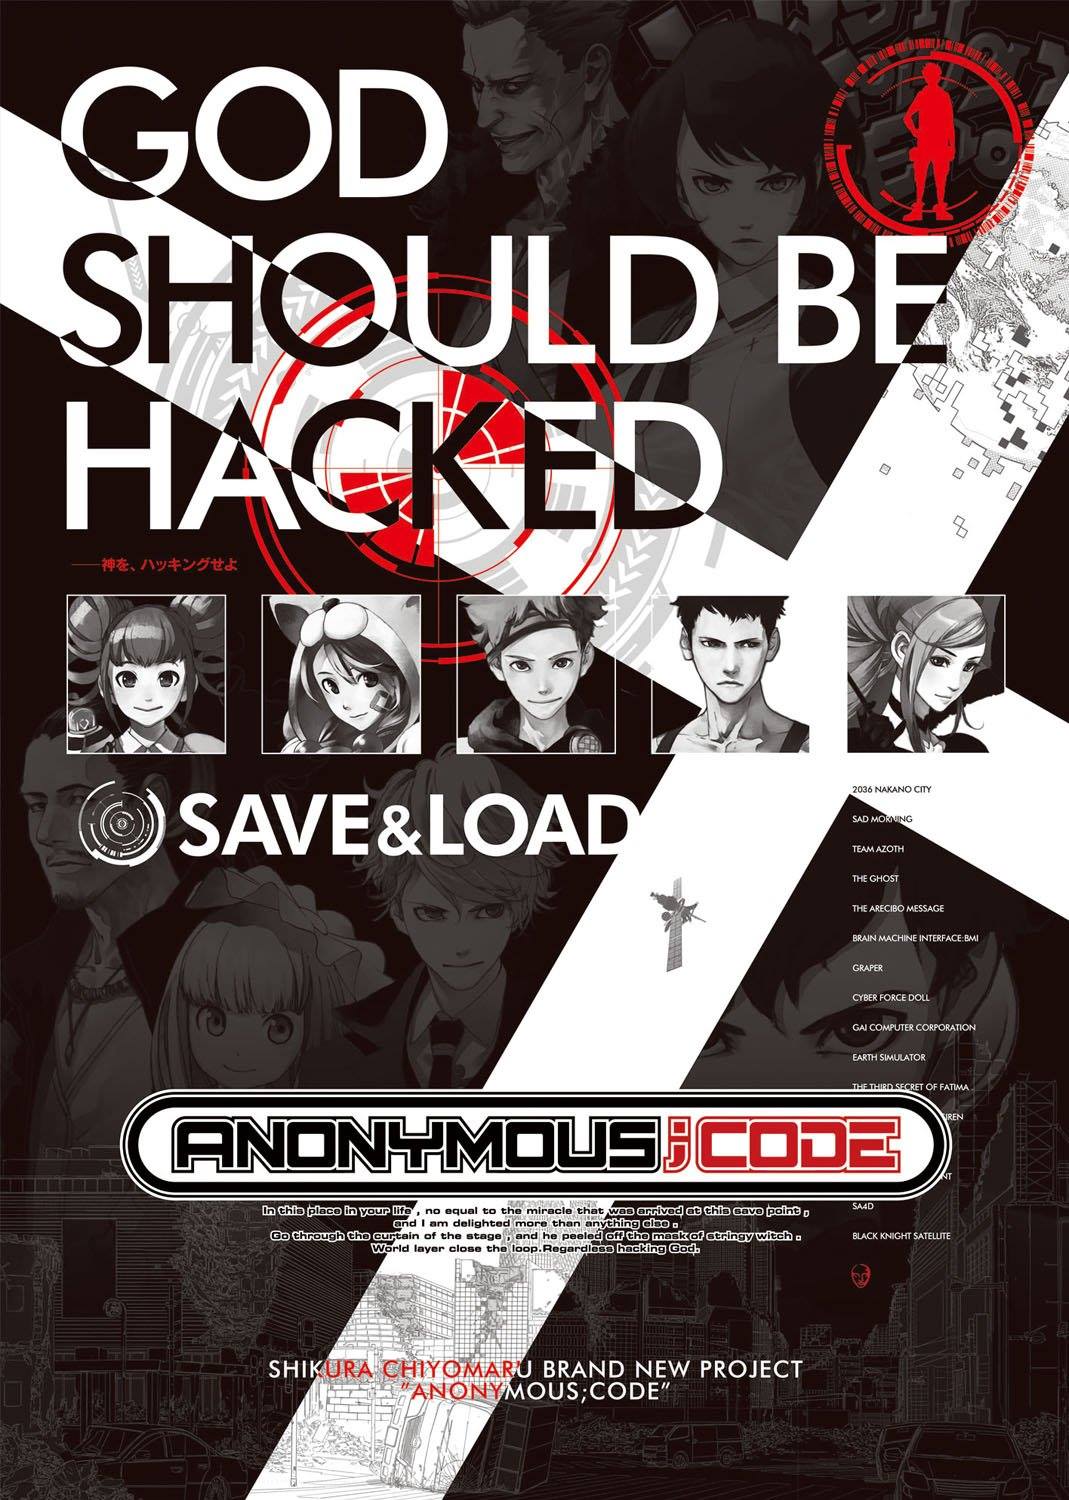 GOD
SHOULD BE
HACKED
──神を、ハッキングせよ
SAVE&LOAD
2036 NAKANO CITY
SAD MORNING
TEAM AZOTH
THE GHOST
THE ARECIBO MESSAGE
BRAIN MACHINE INTERFACE:BMI
GRAPER
CYBER FORCE DOLL
GAI COMPUTER CORPORATION
EARTH SIMULATOR
THE THIRD SECRET OF FATIMA
SA4D
BLACK KNIGHT SATELLITE
ANONYMOUS;CODE
In this place in your life , no equal to the miracle that was arrived at this save point ,
and I am delighted more than anything else .
Go through the curtain of the stage , and he peeled off the mask of stringy witch .
World layer close the loop.Regardless hacking God.
SHIKURA CHIYOMARU BRAND NEW PROJECT
"ANONYMOUS;CODE"